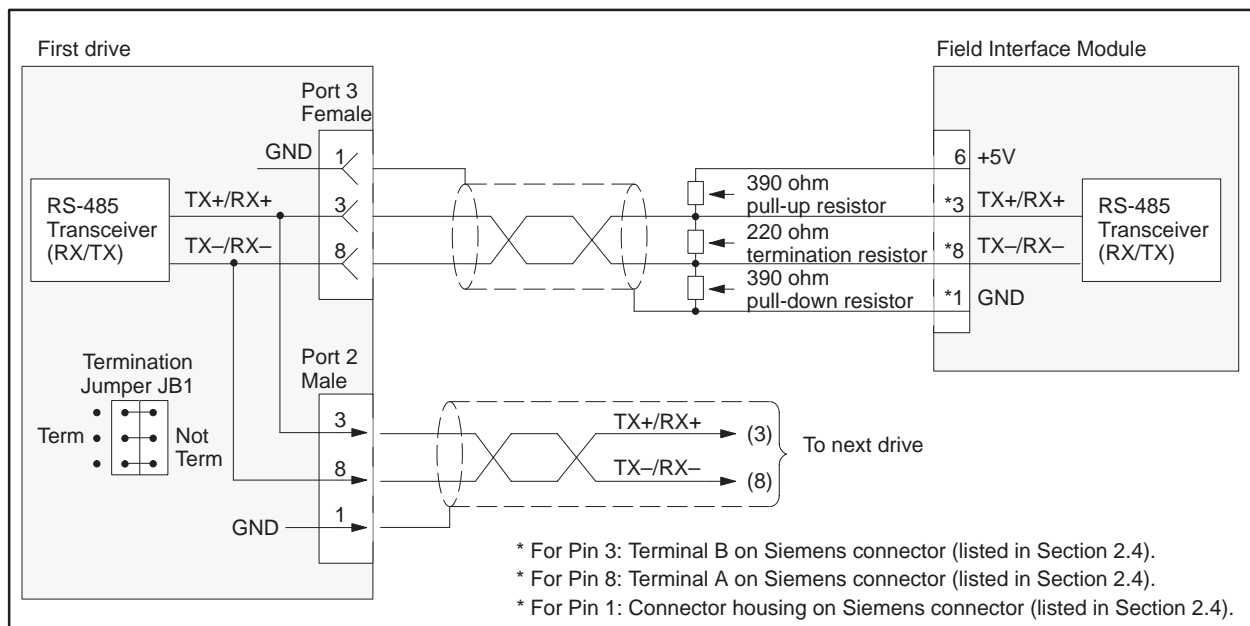 First drive
Field Interface Module
Port 3
Female
GND
1
6
+5V
390 ohm
pull-up resistor
RS-485
Transceiver
(RX/TX)
TX+/RX+
3
*3
TX+/RX+
RS-485
Transceiver
(RX/TX)
220 ohm
termination resistor
TX–/RX–
8
*8
TX–/RX–
390 ohm
pull-down resistor
*1
GND
Port 2
Male
Termination
Jumper JB1
Term
Not
Term
3
TX+/RX+
(3)
To next drive
8
TX–/RX–
(8)
GND
1
* For Pin 3: Terminal B on Siemens connector (listed in Section 2.4).
* For Pin 8: Terminal A on Siemens connector (listed in Section 2.4).
* For Pin 1: Connector housing on Siemens connector (listed in Section 2.4).